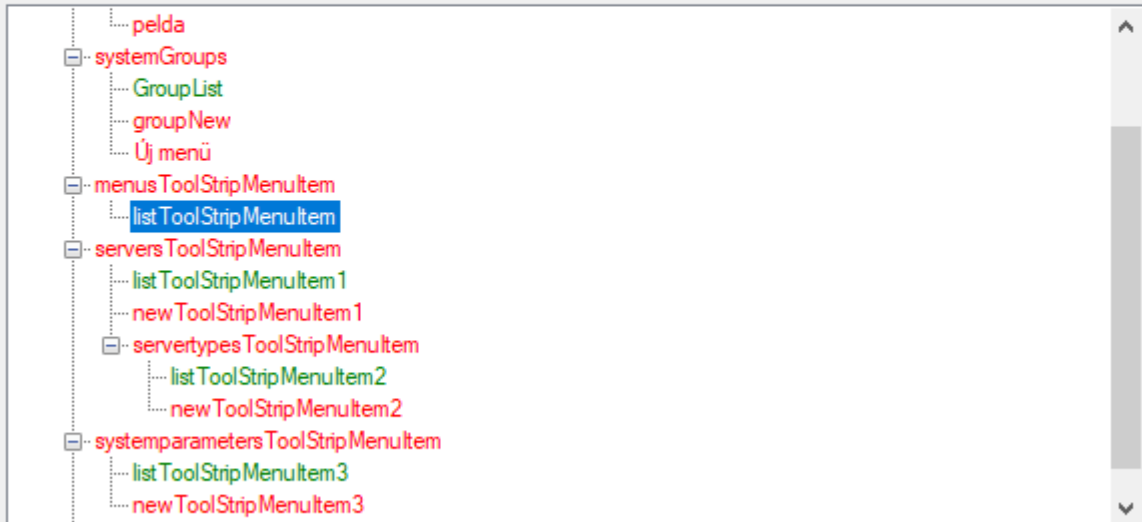 pelda
systemGroups
GroupList
groupNew
Új menü
menusToolStripMenuItem
listToolStripMenuItem
serversToolStripMenuItem
listToolStripMenuItem1
newToolStripMenuItem1
servertypesToolStripMenuItem
listToolStripMenuItem2
newToolStripMenuItem2
systemparametersToolStripMenuItem
listToolStripMenuItem3
newToolStripMenuItem3